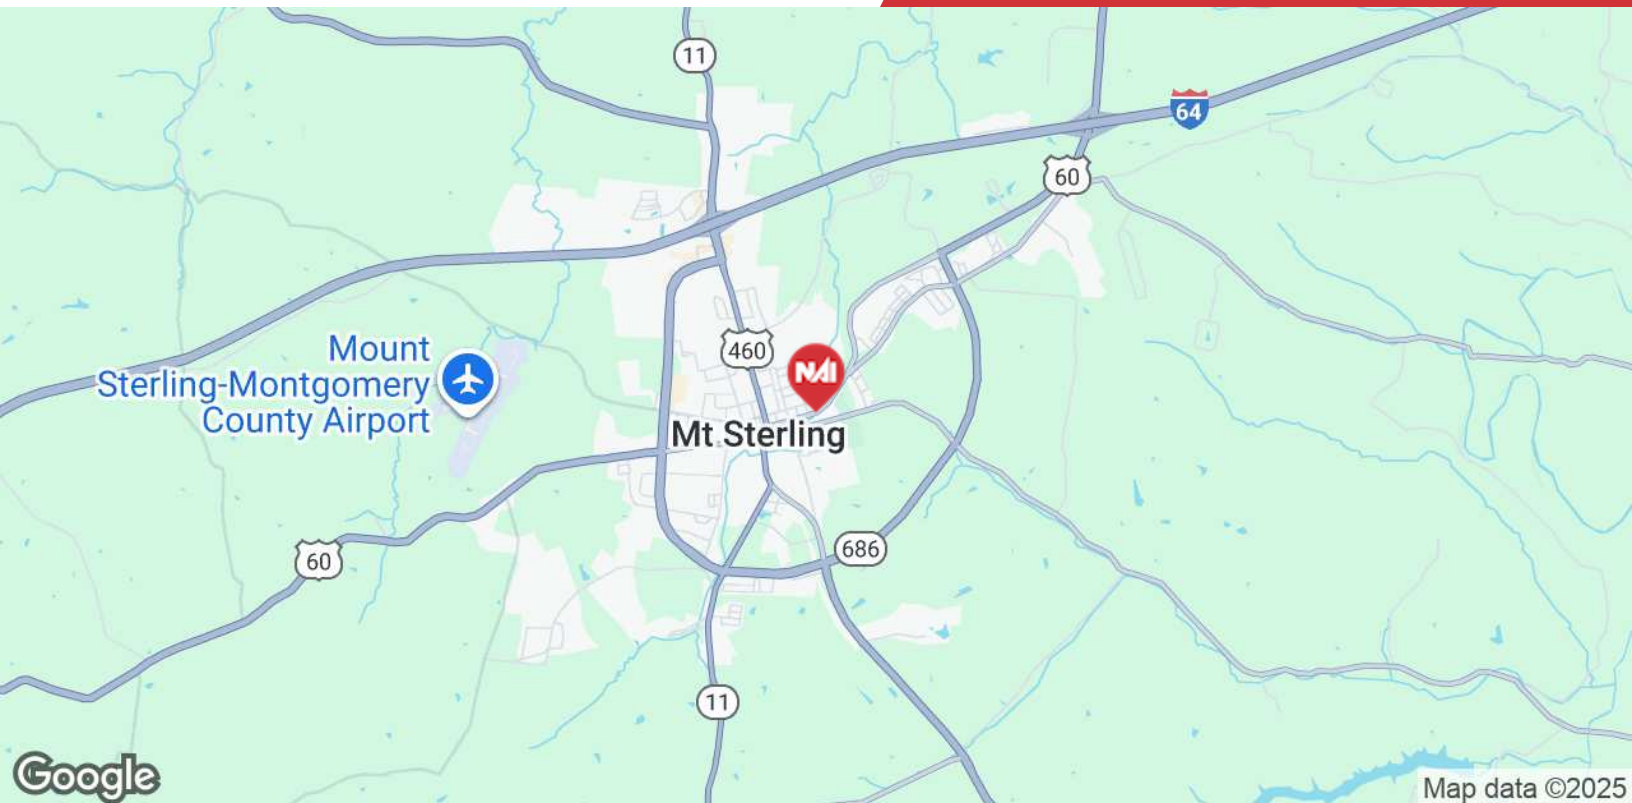 11
64
60
460
NAI
Mount
Sterling-Montgomery
County Airport
Mt Sterling
686
60
11
Google
Map data ©2025